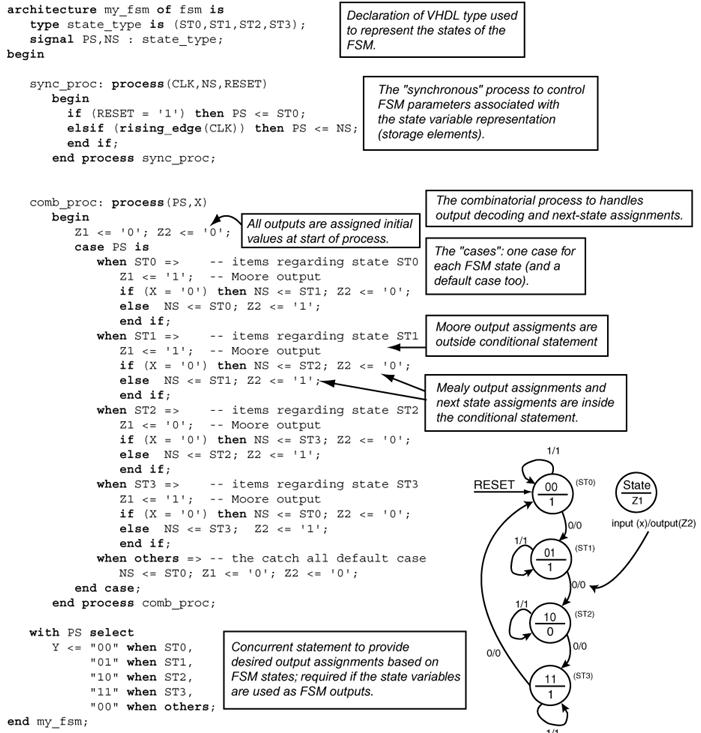 architecture my_fsm of fsm is
type state_type is (ST0,ST1,ST2,ST3);
signal PS,NS : state_type;
begin
Declaration of VHDL type used
to represent the states of the
FSM.
sync_proc: process(CLK,NS,RESET)
begin
if (RESET = '1') then PS <= ST0;
elsif (rising_edge(CLK)) then PS <= NS;
end if;
end process sync_proc;
The "synchronous" process to control
FSM parameters associated with
the state variable representation
(storage elements).
comb_proc: process(PS,X)
begin
Z1 <= '0'; Z2 <= '0';
case PS is
when ST0 => -- items regarding state ST0
Z1 <= '1'; -- Moore output
if (X = '0') then NS <= ST1; Z2 <= '0';
else NS <= ST0; Z2 <= '1';
end if;
when ST1 => -- items regarding state ST1
Z1 <= '1'; -- Moore output
if (X = '0') then NS <= ST2; Z2 <= '0';
else NS <= ST1; Z2 <= '1';
end if;
when ST2 => -- items regarding state ST2
Z1 <= '0'; -- Moore output
if (X = '0') then NS <= ST3; Z2 <= '0';
else NS <= ST2; Z2 <= '1';
end if;
when ST3 => -- items regarding state ST3
Z1 <= '1'; -- Moore output
if (X = '0') then NS <= ST0; Z2 <= '0';
else NS <= ST3; Z2 <= '1';
end if;
when others => -- the catch all default case
NS <= ST0; Z1 <= '0'; Z2 <= '0';
end case;
end process comb_proc;
The combinatorial process to handles
output decoding and next-state assignments.
All outputs are assigned initial
values at start of process.
The "cases": one case for
each FSM state (and a
default case too).
Moore output assigments are
outside conditional statement
Mealy output assignments and
next state assigments are inside
the conditional statement.
with PS select
Y <= "00" when ST0,
"01" when ST1,
"10" when ST2,
"11" when ST3,
"00" when others;
end my_fsm;
Concurrent statement to provide
desired output assignments based on
FSM states; required if the state variables
are used as FSM outputs.
1/1
RESET
00
1
(ST0)
State
Z1
input (x)/output(Z2)
0/0
1/1
01
1
(ST1)
0/0
1/1
10
0
(ST2)
0/0
0/0
11
1
(ST3)
1/1